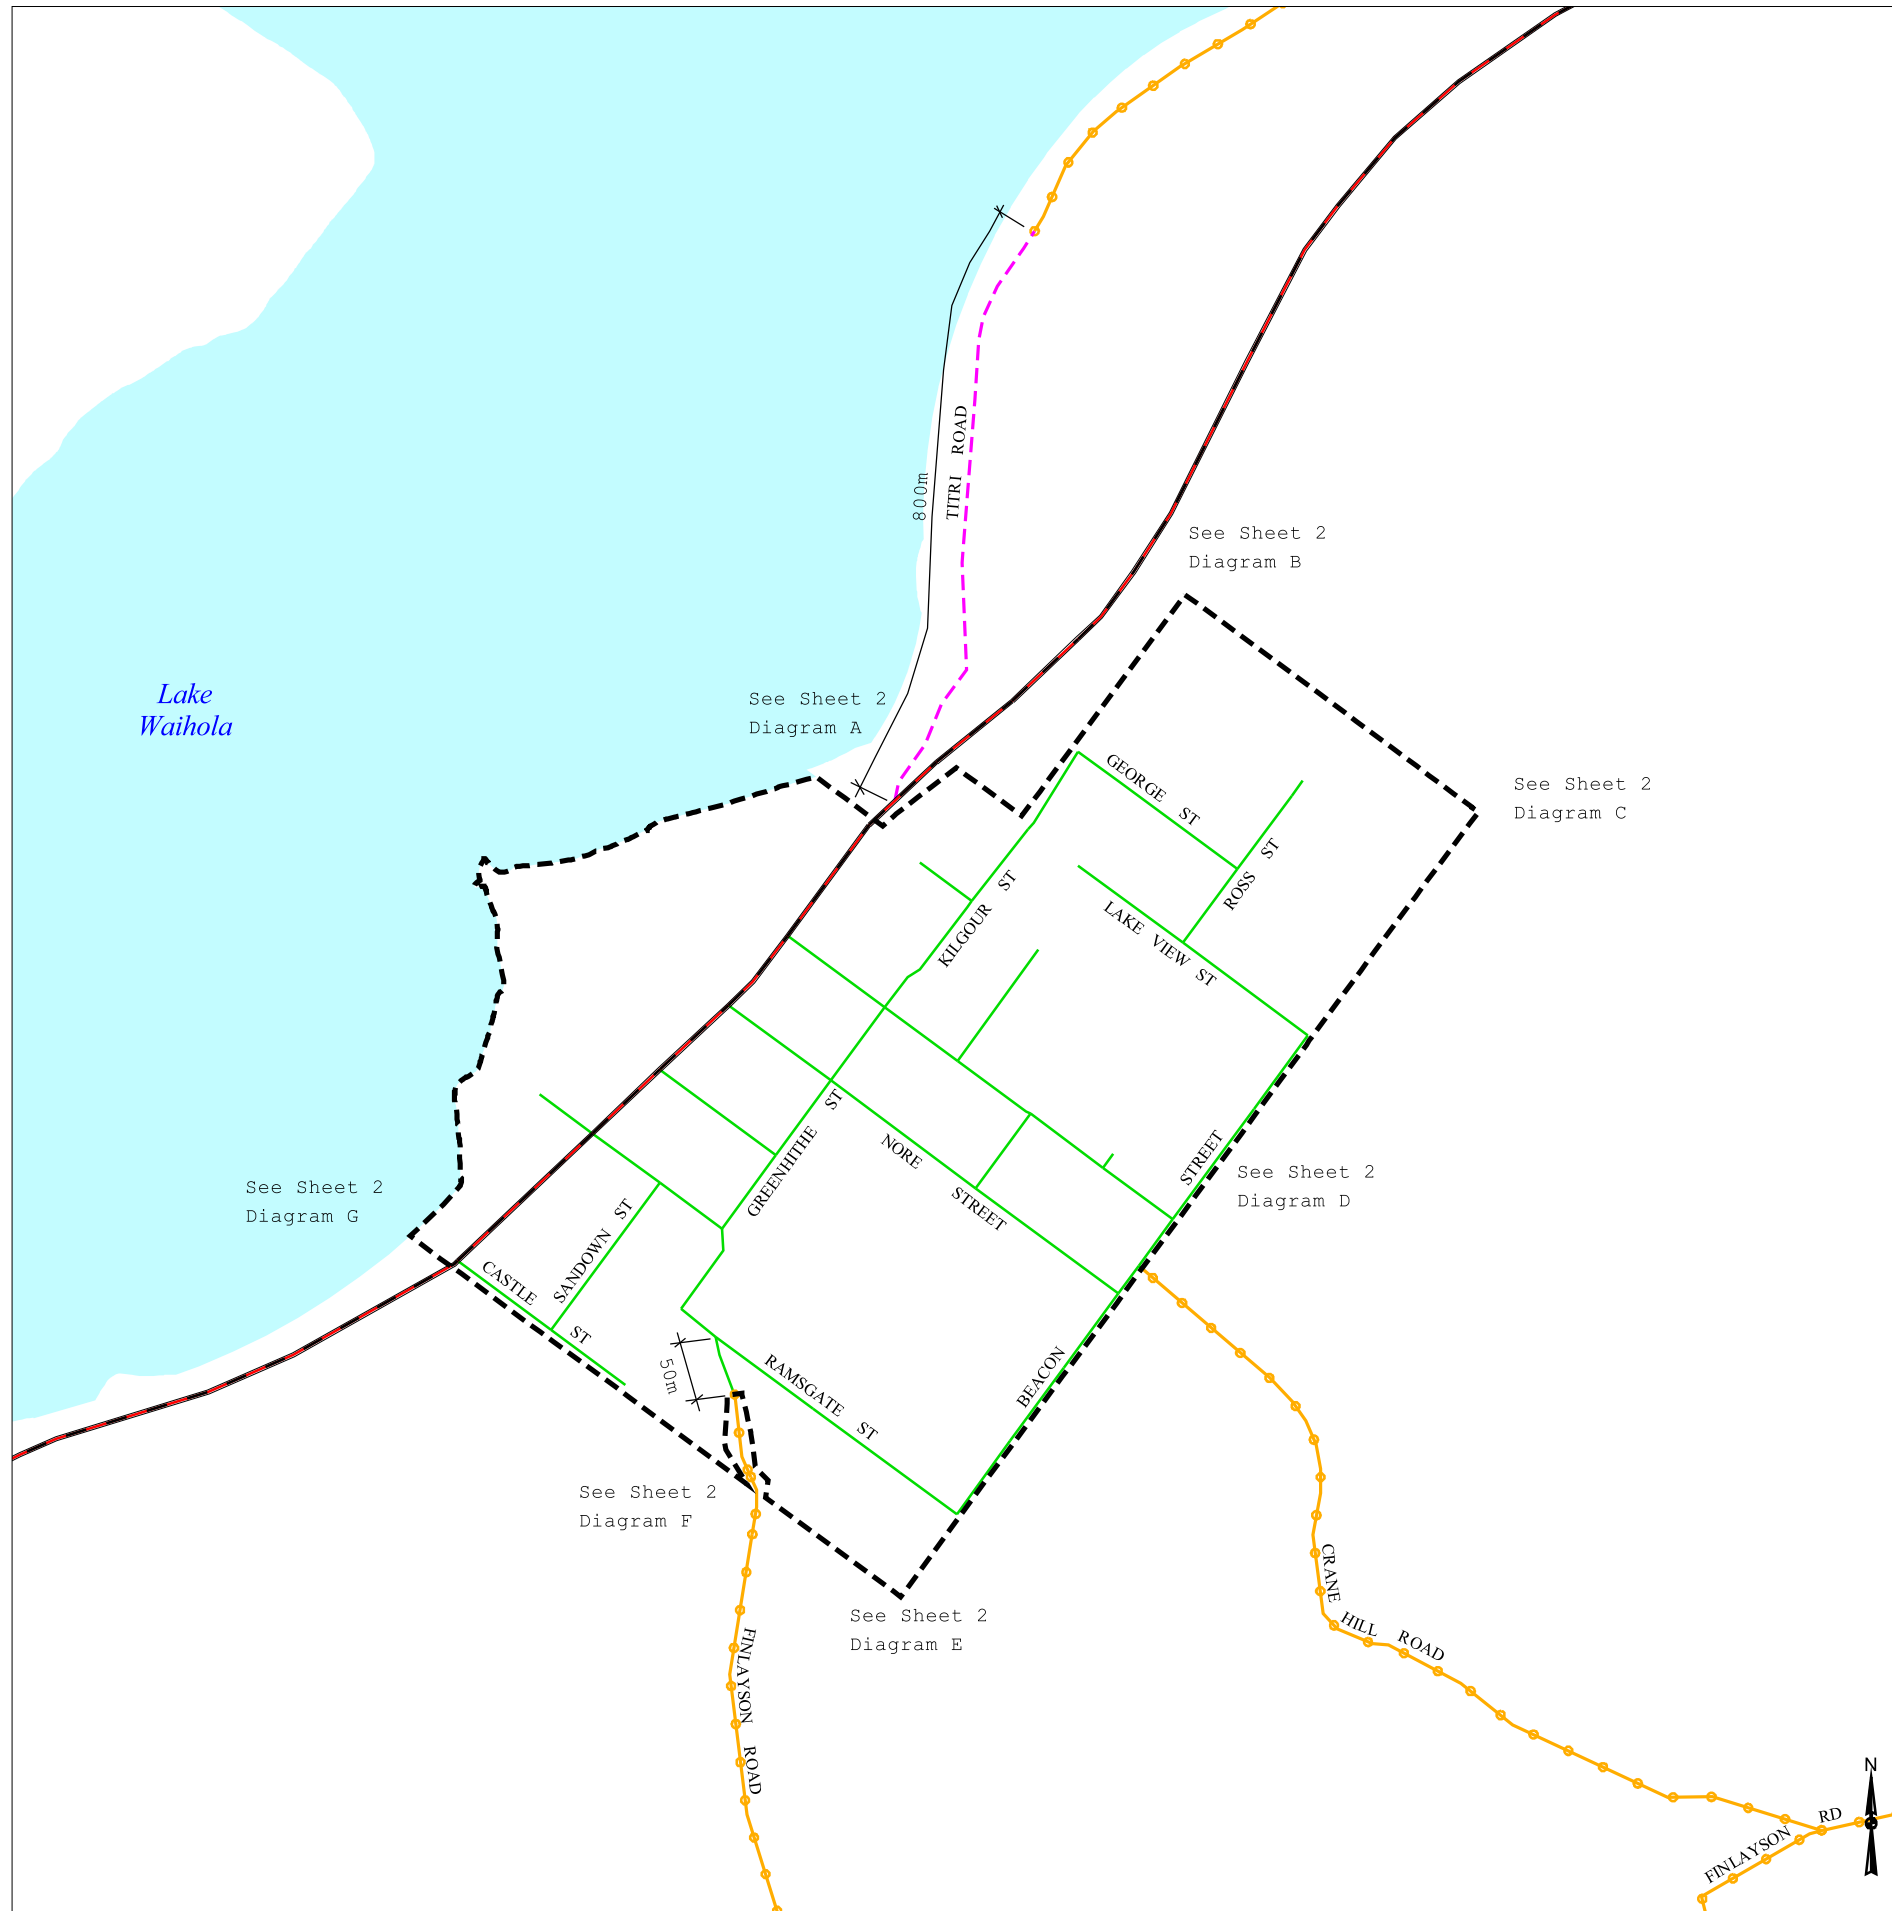 800m
TITRI ROAD
See Sheet 2
Diagram B
Lake
Waihola
See Sheet 2
Diagram A
GEORGE ST
See Sheet 2
Diagram C
ROSS ST
KILGOUR ST
LAKE VIEW ST
GREENHITHE ST
NORE STREET
BEACON STREET
See Sheet 2
Diagram D
See Sheet 2
Diagram G
SANDOWN ST
CASTLE ST
50m
RAMSGATE ST
See Sheet 2
Diagram F
See Sheet 2
Diagram E
CRANE HILL ROAD
FINLAYSON ROAD
N
FINLAYSON RD